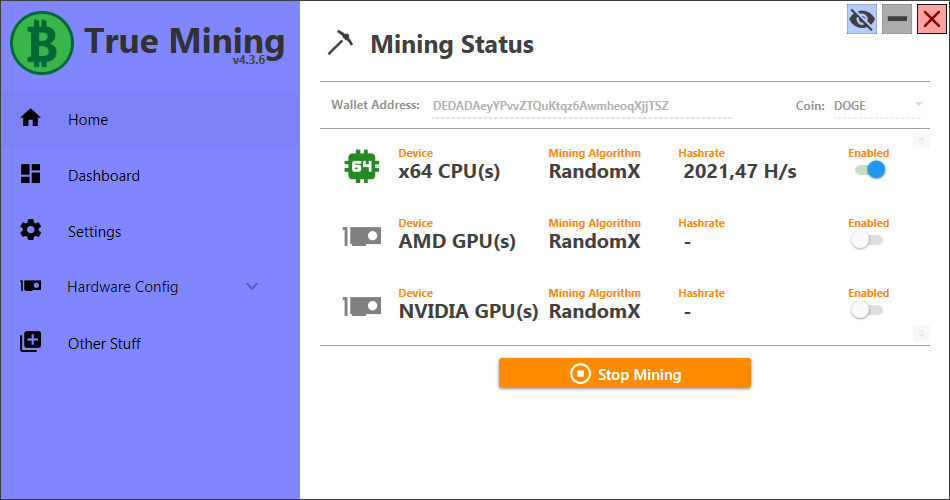 True Mining
v4.3.6
Home
Dashboard
Settings
Hardware Config
Other Stuff
Mining Status
Wallet Address: DEDADAeyYPvvZTQuKtqz6AwmheoqXjjTSZ Coin: DOGE
64
Device Mining Algorithm Hashrate Enabled
x64 CPU(s) RandomX 2021,47 H/s
Device Mining Algorithm Hashrate Enabled
AMD GPU(s) RandomX -
Device Mining Algorithm Hashrate Enabled
NVIDIA GPU(s) RandomX -
Stop Mining